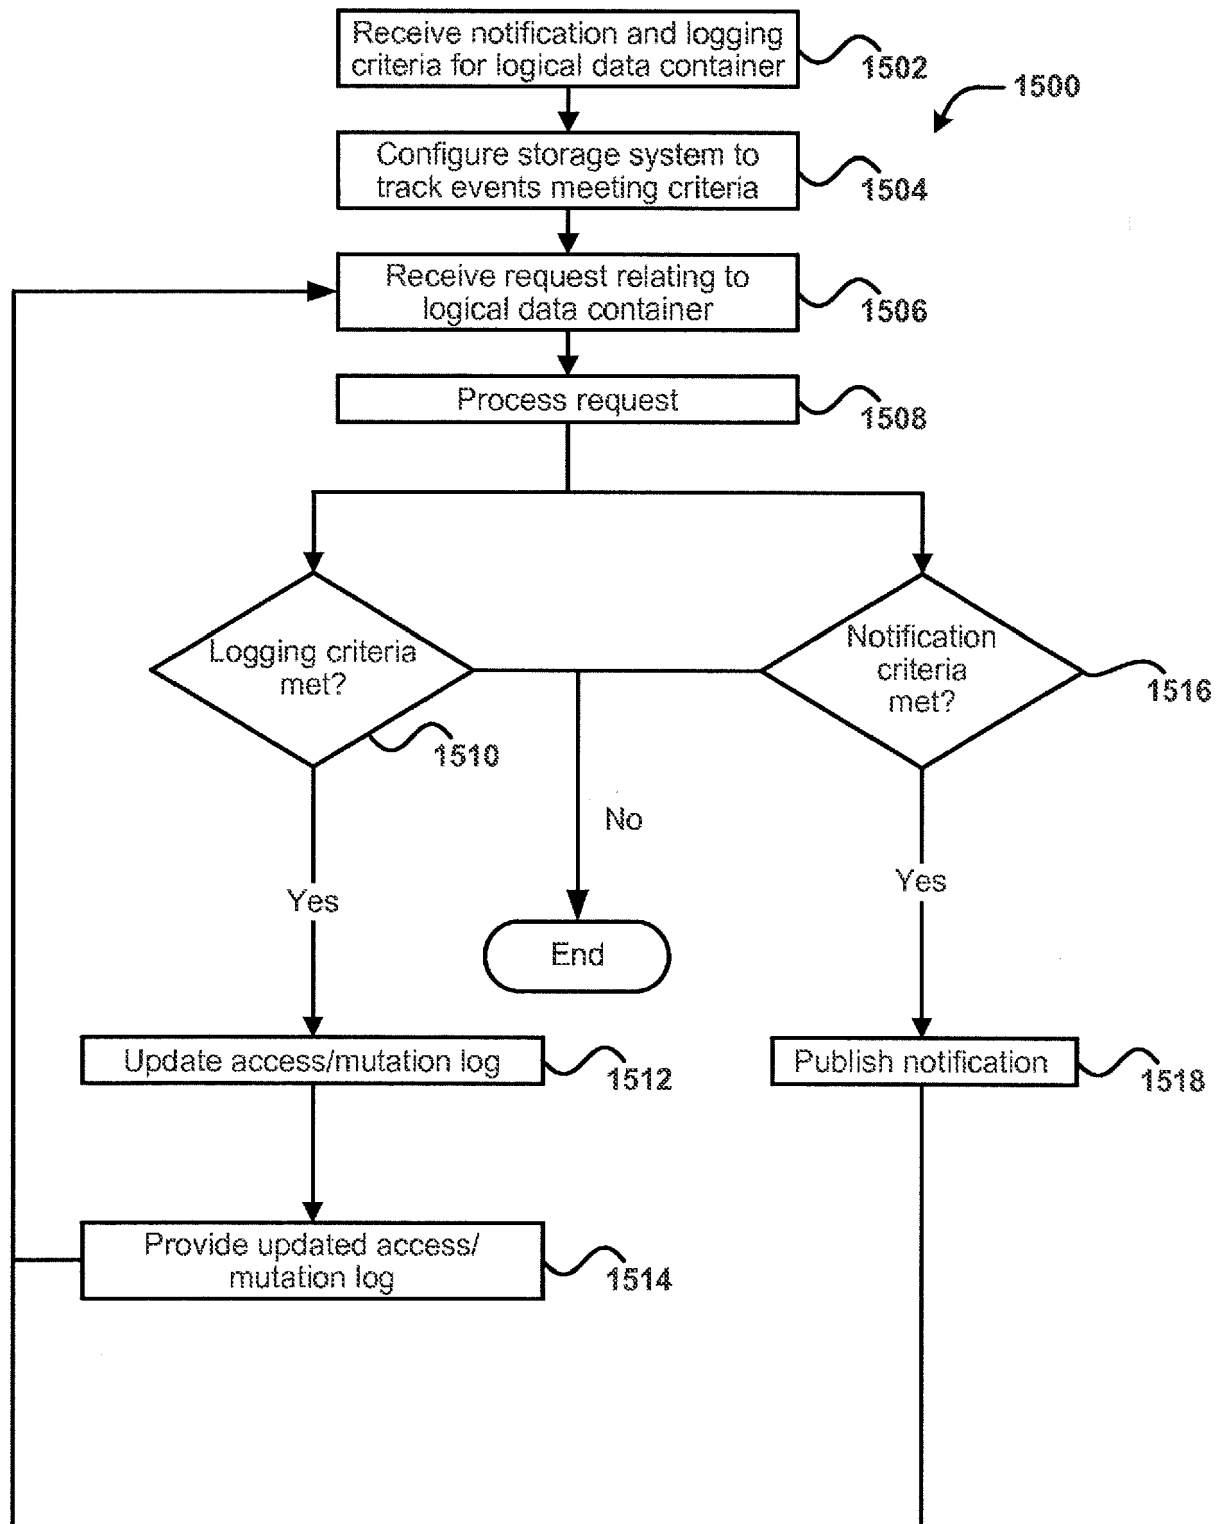 Receive notification and logging
criteria for logical data container
1502
1500
Configure storage system to
track events meeting criteria
1504
Receive request relating to
logical data container
1506
Process request
1508
Logging criteria
met?
1510
Notification
criteria
met?
1516
No
Yes
Yes
End
Update access/mutation log
1512
Publish notification
1518
Provide updated access/
mutation log
1514